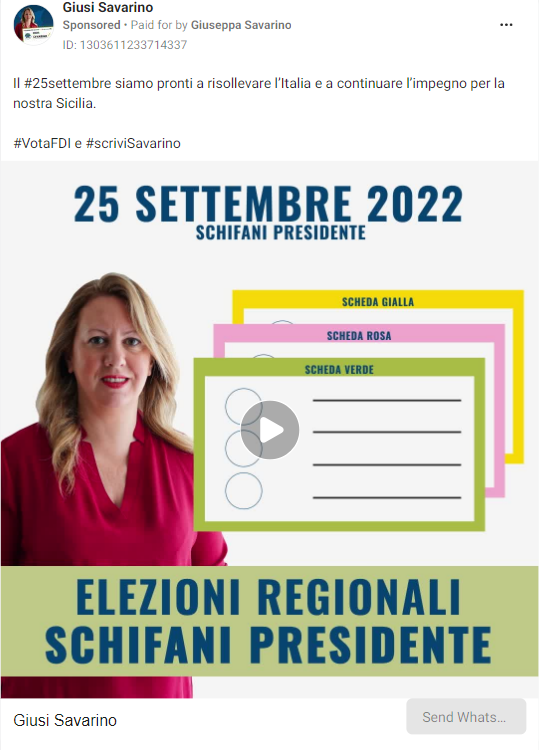 Giusi Savarino
Sponsored • Paid for by Giuseppa Savarino
ID: 1303611233714337
Il #25settembre siamo pronti a risollevare l'Italia e a continuare l'impegno per la
nostra Sicilia.
#VotaFDI e #scriviSavarino
25 SETTEMBRE 2022
SCHIFANI PRESIDENTE
SCHEDA GIALLA
SCHEDA ROSA
SCHEDA VERDE
ELEZIONI REGIONALI
SCHIFANI PRESIDENTE
Giusi Savarino
Send Whats...